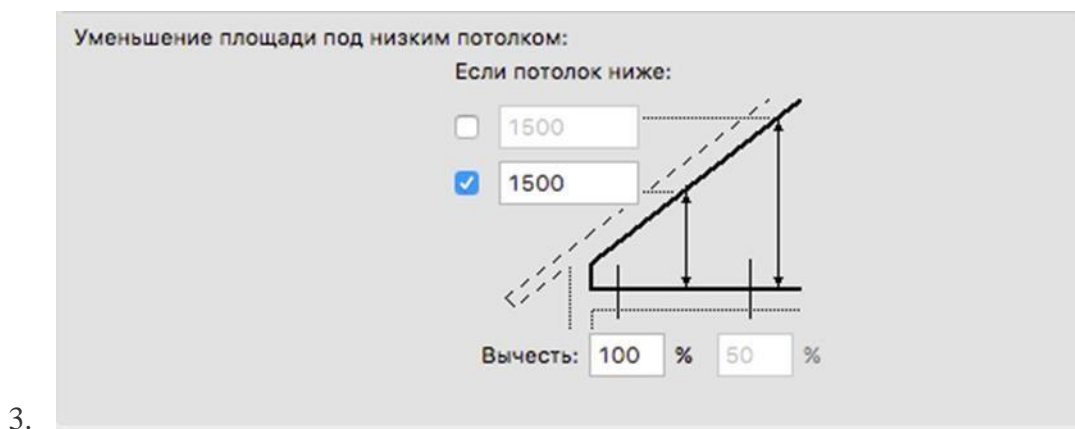 Уменьшение площади под низким потолком:
Если потолок ниже:
1500
1500
Вычесть: 100 % 50 %
3.